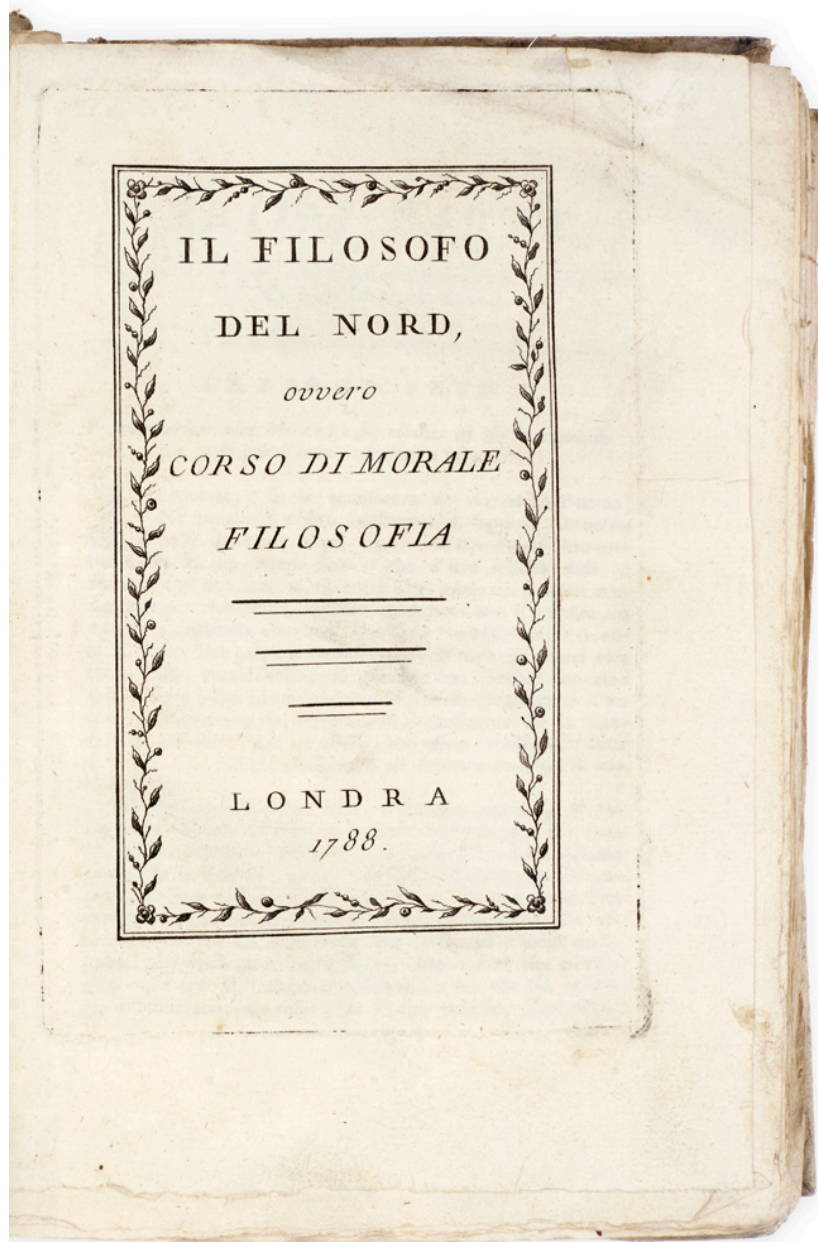 IL FILOSOFO
DEL NORD,
ovvero
CORSO DI MORALE
FILOSOFIA
LONDRA
1788.